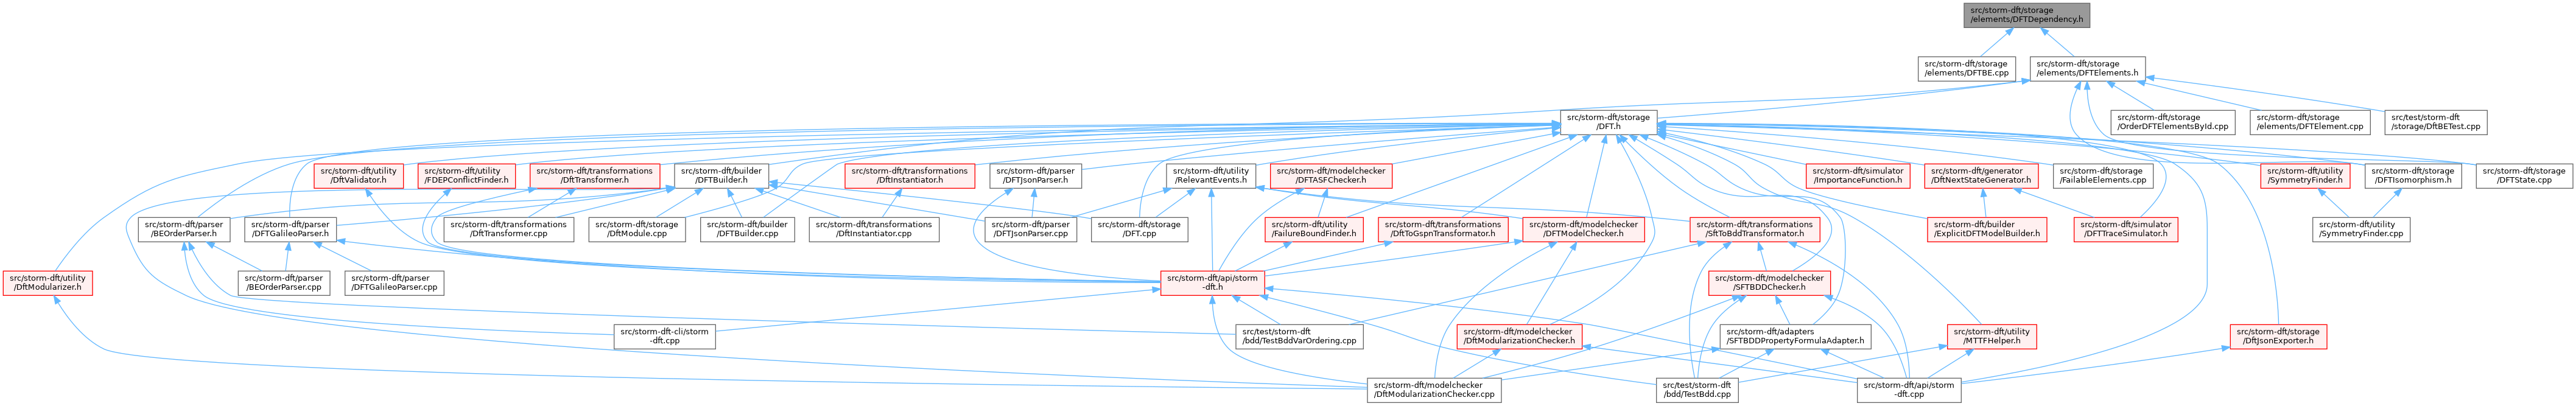 src/storm-dft/storage
/elements/DFTDependency.h
src/storm-dft/storage
/elements/DFTBE.cpp
src/storm-dft/storage
/elements/DFTElements.h
src/storm-dft/storage
/DFT.h
src/storm-dft/storage
/OrderDFTElementsById.cpp
src/storm-dft/storage
/elements/DFTElement.cpp
src/test/storm-dft
/storage/DftBETest.cpp
src/storm-dft/utility
/DftValidator.h
src/storm-dft/utility
/FDEPConflictFinder.h
src/storm-dft/transformations
/DftTransformer.h
src/storm-dft/builder
/DFTBuilder.h
src/storm-dft/transformations
/DftInstantiator.h
src/storm-dft/parser
/DFTJsonParser.h
src/storm-dft/utility
/RelevantEvents.h
src/storm-dft/modelchecker
/DFTASFChecker.h
src/storm-dft/simulator
/ImportanceFunction.h
src/storm-dft/generator
/DftNextStateGenerator.h
src/storm-dft/storage
/FailableElements.cpp
src/storm-dft/utility
/SymmetryFinder.h
src/storm-dft/storage
/DFTIsomorphism.h
src/storm-dft/storage
/DFTState.cpp
src/storm-dft/parser
/BEOrderParser.h
src/storm-dft/parser
/DFTGalileoParser.h
src/storm-dft/transformations
/DftTransformer.cpp
src/storm-dft/storage
/DftModule.cpp
src/storm-dft/builder
/DFTBuilder.cpp
src/storm-dft/transformations
/DftInstantiator.cpp
src/storm-dft/parser
/DFTJsonParser.cpp
src/storm-dft/storage
/DFT.cpp
src/storm-dft/utility
/FailureBoundFinder.h
src/storm-dft/transformations
/DftToGspnTransformator.h
src/storm-dft/modelchecker
/DFTModelChecker.h
src/storm-dft/transformations
/SftToBddTransformator.h
src/storm-dft/builder
/ExplicitDFTModelBuilder.h
src/storm-dft/simulator
/DFTTraceSimulator.h
src/storm-dft/utility
/SymmetryFinder.cpp
src/storm-dft/utility
/DftModularizer.h
src/storm-dft/parser
/BEOrderParser.cpp
src/storm-dft/parser
/DFTGalileoParser.cpp
src/storm-dft/api/storm
-dft.h
src/storm-dft/modelchecker
/SFTBDDChecker.h
src/storm-dft-cli/storm
-dft.cpp
src/test/storm-dft
/bdd/TestBddVarOrdering.cpp
src/storm-dft/modelchecker
/DftModularizationChecker.h
src/storm-dft/adapters
/SFTBDDPropertyFormulaAdapter.h
src/storm-dft/utility
/MTTFHelper.h
src/storm-dft/storage
/DftJsonExporter.h
src/storm-dft/modelchecker
/DftModularizationChecker.cpp
src/test/storm-dft
/bdd/TestBdd.cpp
src/storm-dft/api/storm
-dft.cpp